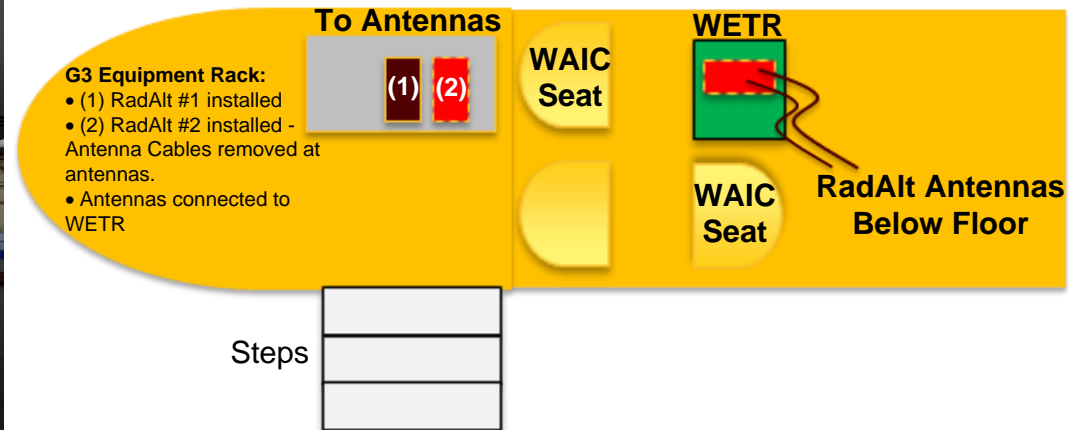 To Antennas
G3 Equipment Rack:
• (1) RadAlt #1 installed
• (2) RadAlt #2 installed -
Antenna Cables removed at
antennas.
• Antennas connected to
WETR
(1) (2)
WAIC
Seat
WETR
WAIC
Seat
RadAlt Antennas
Below Floor
Steps